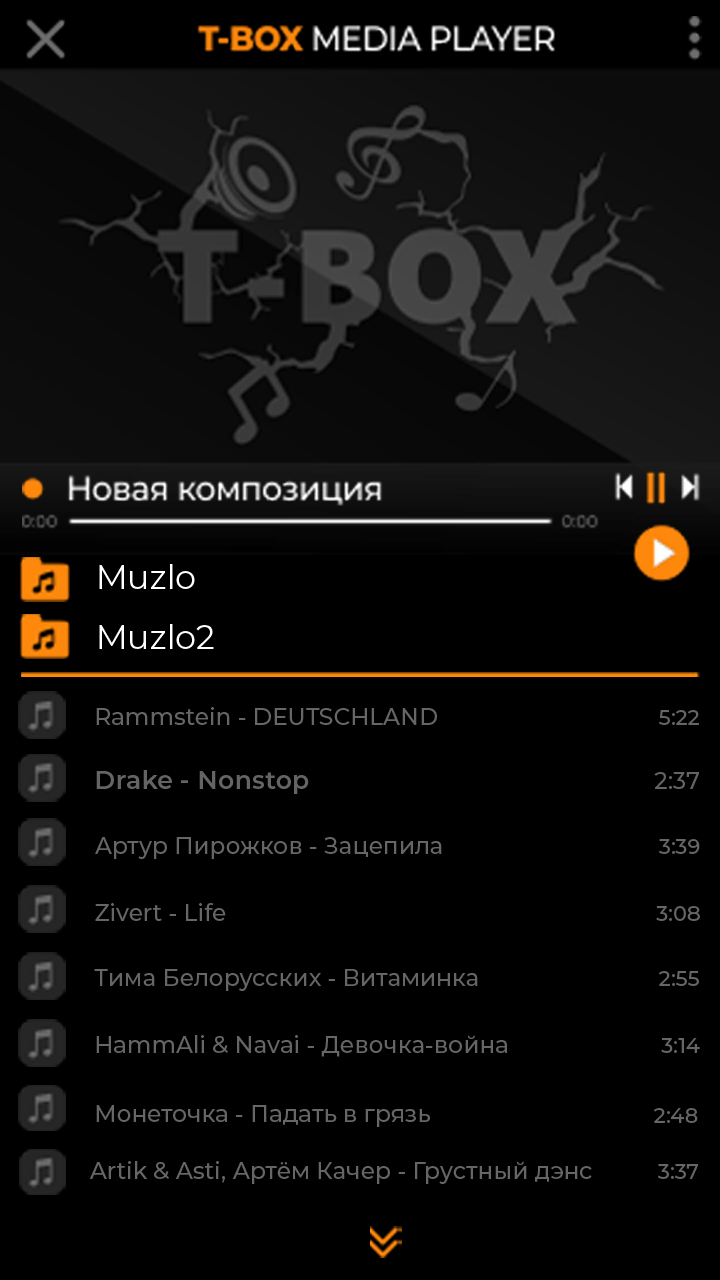 T-BOX MEDIA PLAYER
T-BOX
Новая композиция
0:00 0:00
Muzlo
Muzlo2
Rammstein - DEUTSCHLAND 5:22
Drake - Nonstop 2:37
Артур Пирожков - Зацепила 3:39
Zivert - Life 3:08
Тима Белорусских - Витаминка 2:55
HammAli & Navai - Девочка-война 3:14
Монеточка - Падать в грязь 2:48
Artik & Asti, Артём Качер - Грустный дэнс 3:37